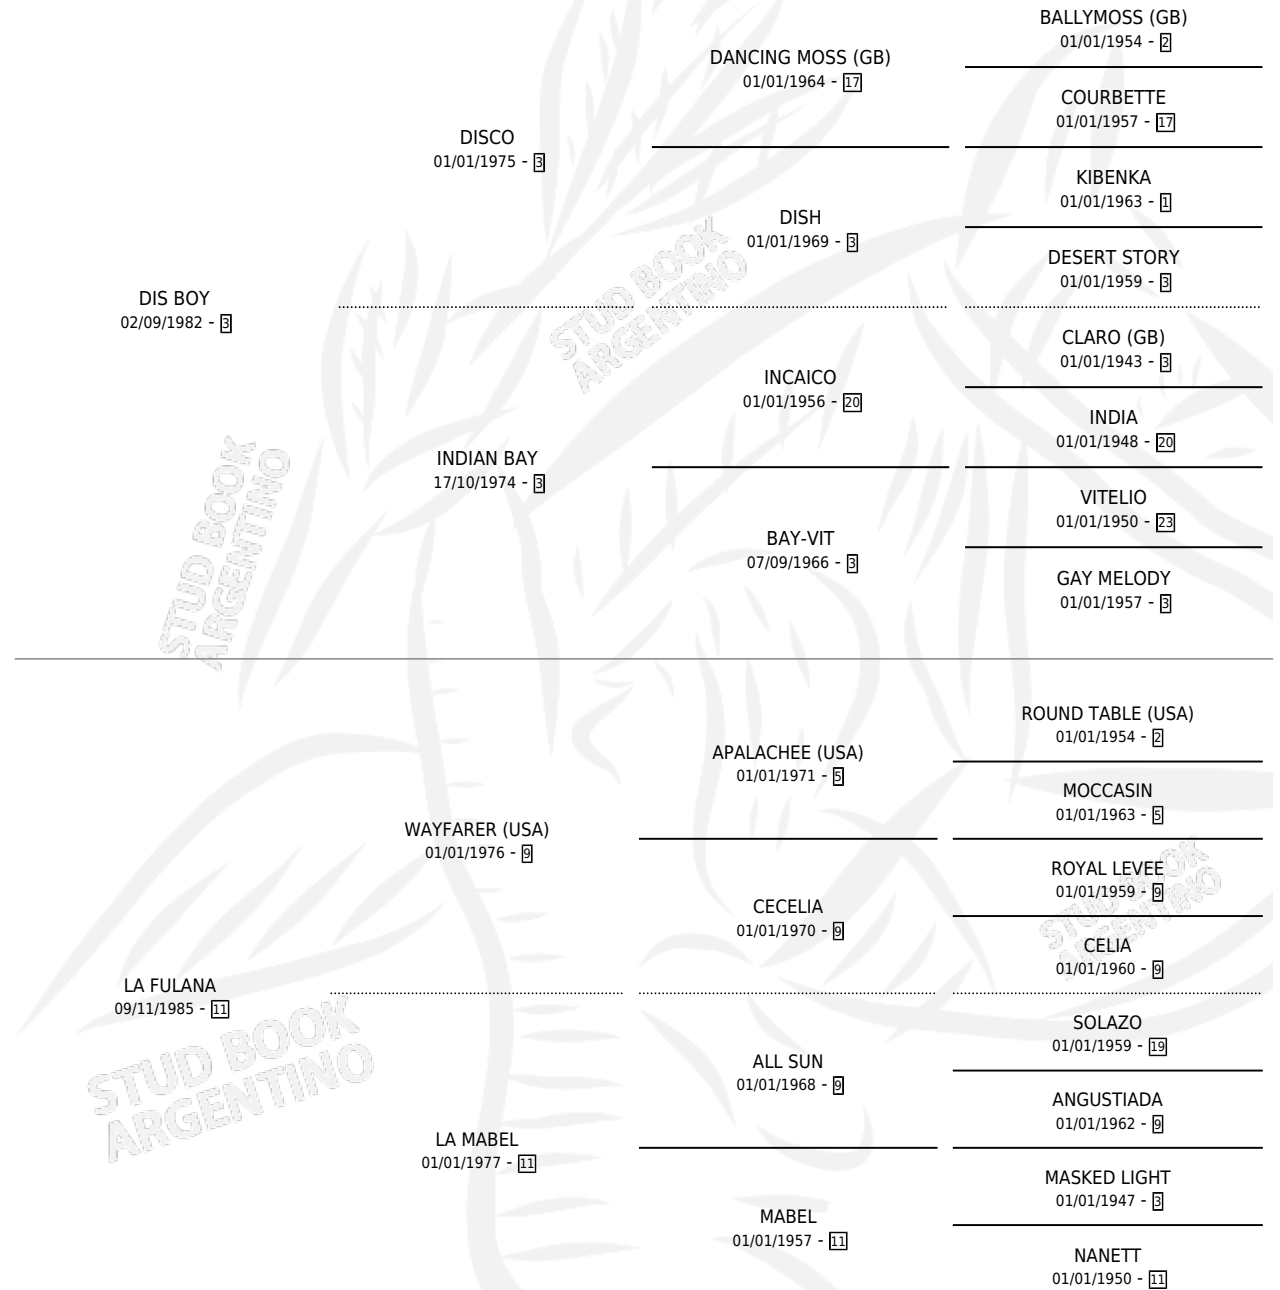 BALLYMOSS (GB)
01/01/1954 - 2
DANCING MOSS (GB)
01/01/1964 - 17
COURBETTE
01/01/1957 - 17
DISCO
01/01/1975 - 3
KIBENKA
01/01/1963 - 1
DISH
01/01/1969 - 3
DESERT STORY
01/01/1959 - 3
DIS BOY
02/09/1982 - 3
CLARO (GB)
01/01/1943 - 3
INCAICO
01/01/1956 - 20
INDIA
01/01/1948 - 20
INDIAN BAY
17/10/1974 - 3
VITELIO
01/01/1950 - 23
BAY-VIT
07/09/1966 - 3
GAY MELODY
01/01/1957 - 3
ROUND TABLE (USA)
01/01/1954 - 2
APALACHEE (USA)
01/01/1971 - 5
MOCCASIN
01/01/1963 - 5
WAYFARER (USA)
01/01/1976 - 9
ROYAL LEVEE
01/01/1959 - 9
CECELIA
01/01/1970 - 9
CELIA
01/01/1960 - 9
LA FULANA
09/11/1985 - 11
SOLAZO
01/01/1959 - 19
ALL SUN
01/01/1968 - 9
ANGUSTIADA
01/01/1962 - 9
LA MABEL
01/01/1977 - 11
MASKED LIGHT
01/01/1947 - 3
MABEL
01/01/1957 - 11
NANETT
01/01/1950 - 11
STUD BOOK
ARGENTINO
STUD BOOK
ARGENTINO
STUD BOOK
ARGENTINO
STUD BOOK
ARGENTINO